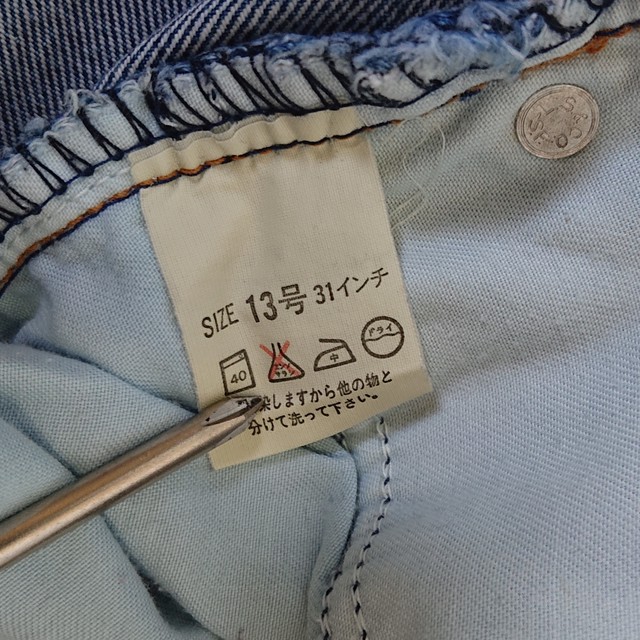 SIZE 13号 31インチ
40 中 ドライ
染しますから他の物と
分けて洗って下さい。